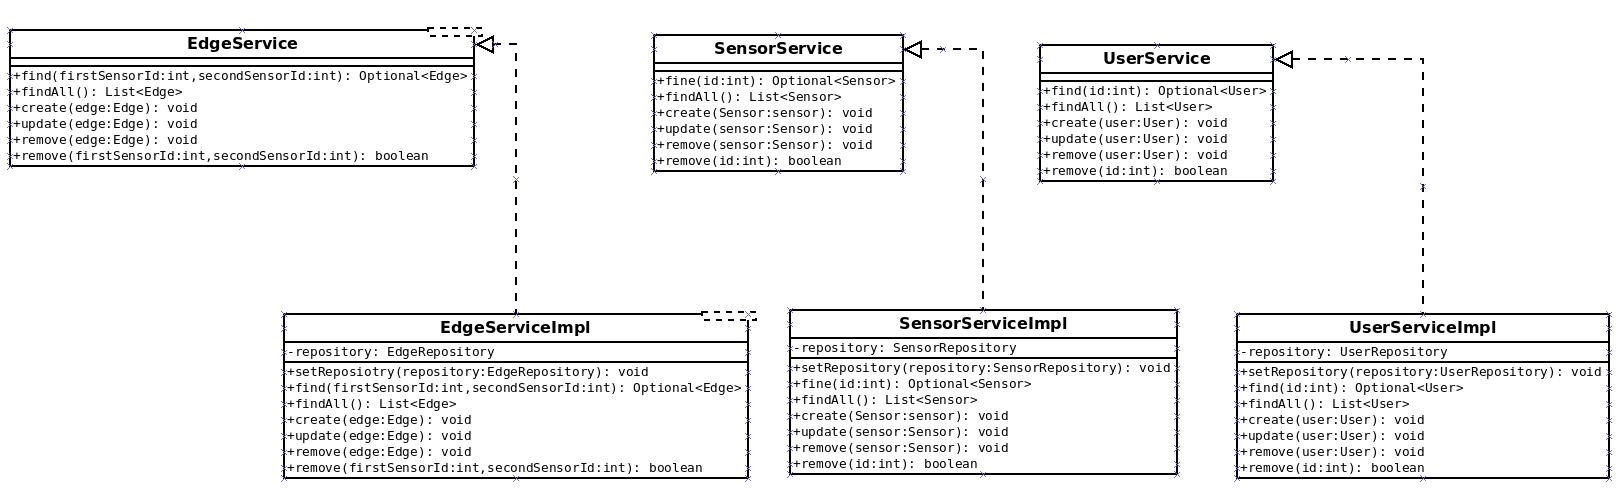 EdgeService
+find(firstSensorId:int,secondSensorId:int): Optional<Edge>
+findAll(): List<Edge>
+create(edge:Edge): void
+update(edge:Edge): void
+remove(edge:Edge): void
+remove(firstSensorId:int,secondSensorId:int): boolean
SensorService
+fine(id:int): Optional<Sensor>
+findAll(): List<Sensor>
+create(Sensor:sensor): void
+update(sensor:Sensor): void
+remove(sensor:Sensor): void
+remove(id:int): boolean
UserService
+find(id:int): Optional<User>
+findAll(): List<User>
+create(user:User): void
+update(user:User): void
+remove(user:User): void
+remove(id:int): boolean
EdgeServiceImpl
-repository: EdgeRepository
+setReposiotry(repository:EdgeRepository): void
+find(firstSensorId:int,secondSensorId:int): Optional<Edge>
+findAll(): List<Edge>
+create(edge:Edge): void
+update(edge:Edge): void
+remove(edge:Edge): void
+remove(firstSensorId:int,secondSensorId:int): boolean
SensorServiceImpl
-repository: SensorRepository
+setRepository(repository:SensorRepository): void
+fine(id:int): Optional<Sensor>
+findAll(): List<Sensor>
+create(Sensor:sensor): void
+update(sensor:Sensor): void
+remove(sensor:Sensor): void
+remove(id:int): boolean
UserServiceImpl
-repository: UserRepository
+setRepository(repository:UserRepository): void
+find(id:int): Optional<User>
+findAll(): List<User>
+create(user:User): void
+update(user:User): void
+remove(user:User): void
+remove(id:int): boolean